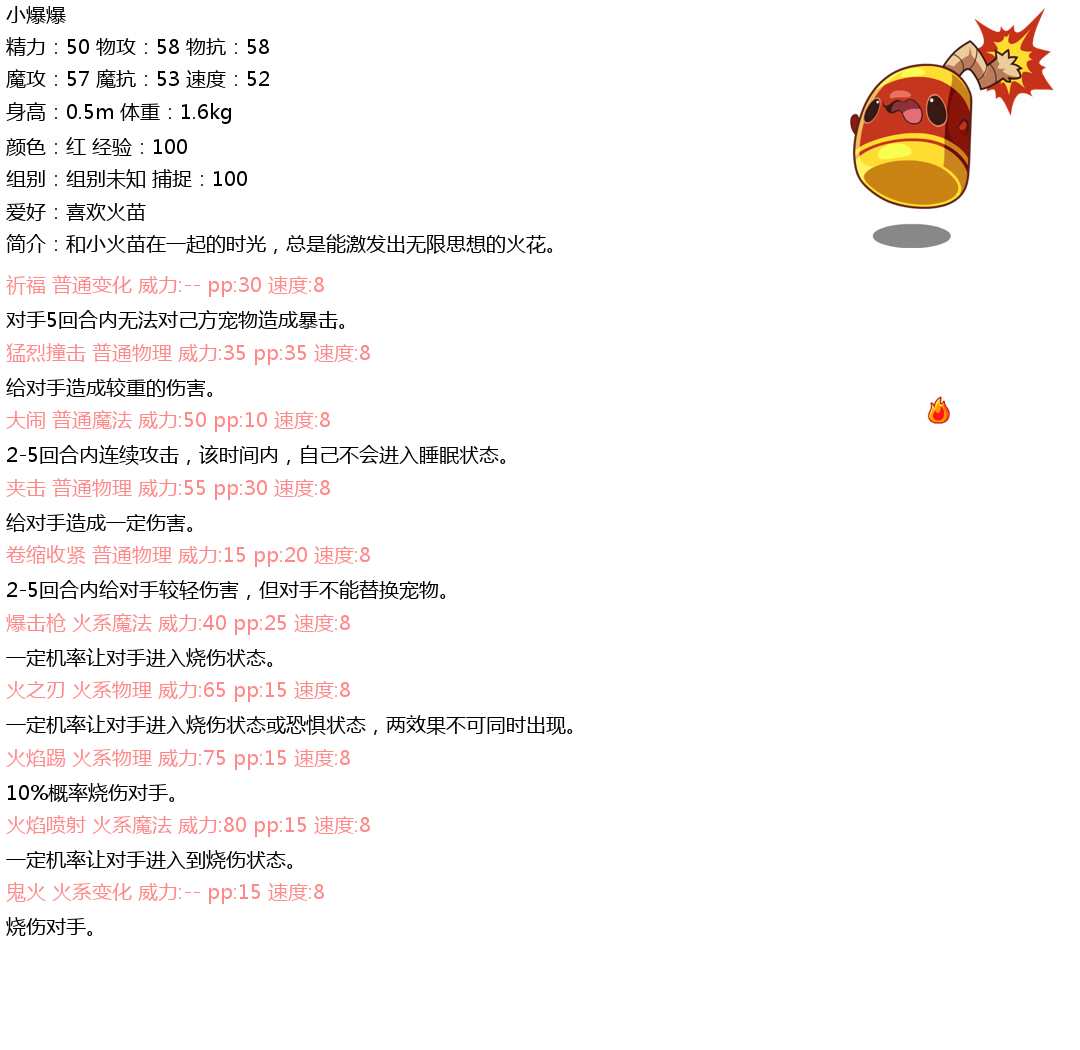 小爆爆
精力：50 物攻：58 物抗：58
魔攻：57 魔抗：53 速度：52
身高：0.5m 体重：1.6kg
颜色：红 经验：100
组别：组别未知 捕捉：100
爱好：喜欢火苗
简介：和小火苗在一起的时光，总是能激发出无限思想的火花。
祈福 普通变化 威力:-- pp:30 速度:8
对手5回合内无法对己方宠物造成暴击。
猛烈撞击 普通物理 威力:35 pp:35 速度:8
给对手造成较重的伤害。
大闹 普通魔法 威力:50 pp:10 速度:8
2-5回合内连续攻击，该时间内，自己不会进入睡眠状态。
夹击 普通物理 威力:55 pp:30 速度:8
给对手造成一定伤害。
卷缩收紧 普通物理 威力:15 pp:20 速度:8
2-5回合内给对手较轻伤害，但对手不能替换宠物。
爆击枪 火系魔法 威力:40 pp:25 速度:8
一定机率让对手进入烧伤状态。
火之刃 火系物理 威力:65 pp:15 速度:8
一定机率让对手进入烧伤状态或恐惧状态，两效果不可同时出现。
火焰踢 火系物理 威力:75 pp:15 速度:8
10%概率烧伤对手。
火焰喷射 火系魔法 威力:80 pp:15 速度:8
一定机率让对手进入到烧伤状态。
鬼火 火系变化 威力:-- pp:15 速度:8
烧伤对手。